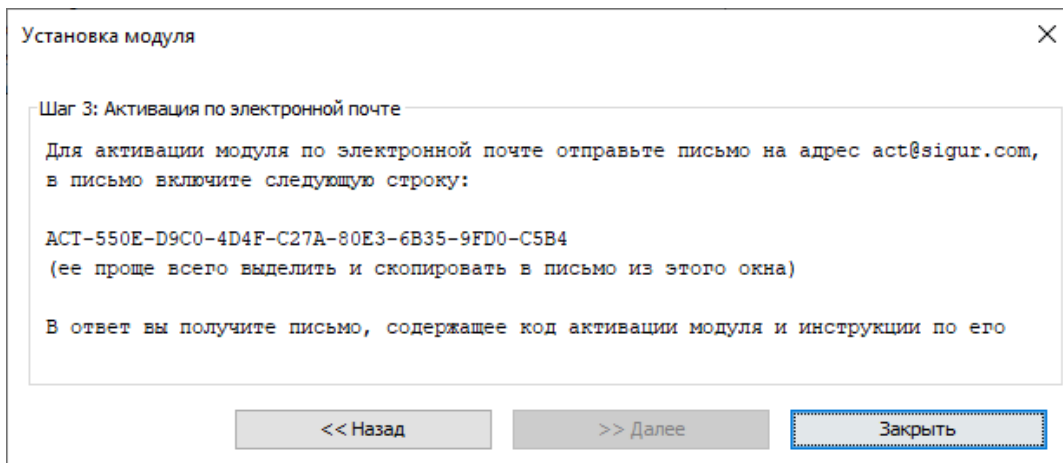 Установка модуля
Шаг 3: Активация по электронной почте
Для активации модуля по электронной почте отправьте письмо на адрес act@sigur.com,
в письмо включите следующую строку:
ACT-550E-D9C0-4D4F-C27A-80E3-6B35-9FD0-C5B4
(ее проще всего выделить и скопировать в письмо из этого окна)
В ответ вы получите письмо, содержащее код активации модуля и инструкции по его
<< Назад
>> Далее
Закрыть